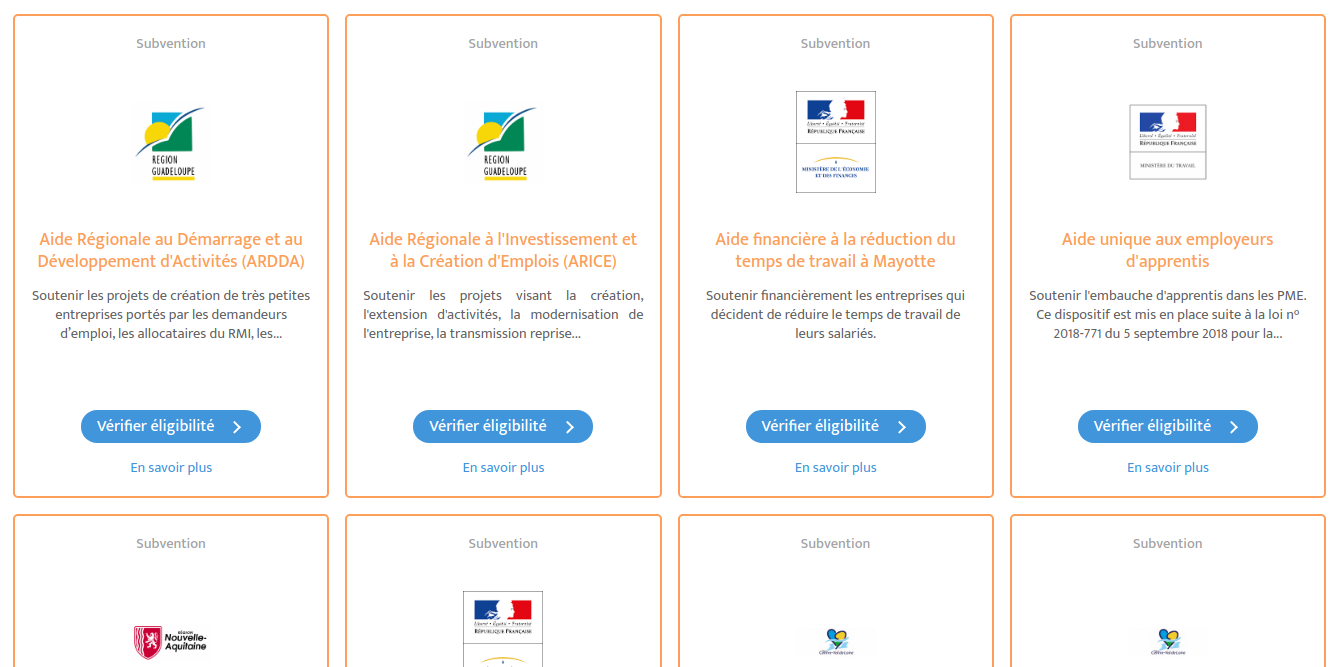 Subvention
REGION
GUADELOUPE
Aide Régionale au Démarrage et au
Développement d'Activités (ARDDA)
Soutenir les projets de création de très petites
entreprises portés par les demandeurs
d’emploi, les allocataires du RMI, les...
Vérifier éligibilité
En savoir plus
Subvention
REGION
GUADELOUPE
Aide Régionale à l'Investissement et
à la Création d'Emplois (ARICE)
Soutenir les projets visant la création,
l'extension d'activités, la modernisation de
l'entreprise, la transmission reprise...
Vérifier éligibilité
En savoir plus
Subvention
Liberté • Égalité • Fraternité
RÉPUBLIQUE FRANÇAISE
MINISTÈRE DE L'ÉCONOMIE
ET DES FINANCES
Aide financière à la réduction du
temps de travail à Mayotte
Soutenir financièrement les entreprises qui
décident de réduire le temps de travail de
leurs salariés.
Vérifier éligibilité
En savoir plus
Subvention
Liberté • Égalité • Fraternité
RÉPUBLIQUE FRANÇAISE
MINISTÈRE DU TRAVAIL
Aide unique aux employeurs
d'apprentis
Soutenir l'embauche d'apprentis dans les PME.
Ce dispositif est mis en place suite à la loi n°
2018-771 du 5 septembre 2018 pour la...
Vérifier éligibilité
En savoir plus
Subvention
RÉGION
Nouvelle-
Aquitaine
Subvention
Liberté • Égalité • Fraternité
RÉPUBLIQUE FRANÇAISE
Subvention
Subvention